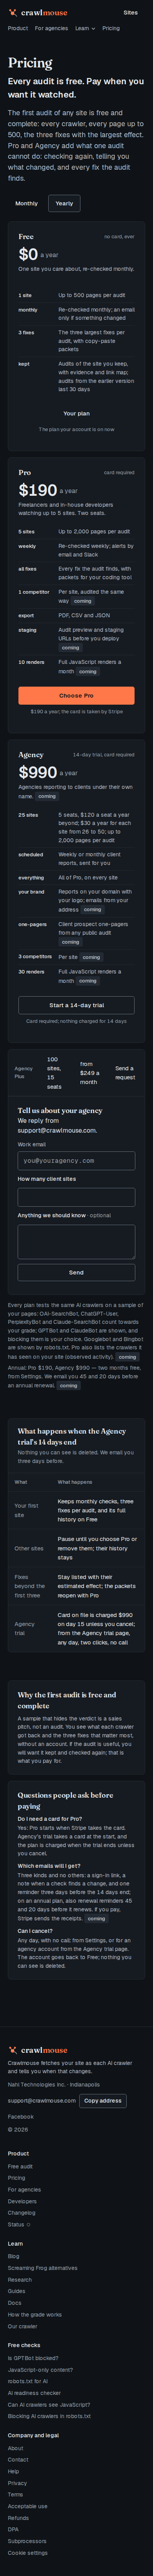 crawlmouse
Sites
Product For agencies Learn Pricing
Pricing
Every audit is free. Pay when you
want it watched.
The first audit of any site is free and
complete: every crawler, every page up to
500, the three fixes with the largest effect.
Pro and Agency add what one audit
cannot do: checking again, telling you
what changed, and every fix the audit
finds.
Monthly Yearly
Free
no card, ever
$0 a year
One site you care about, re-checked monthly.
1 site Up to 500 pages per audit
monthly Re-checked monthly; an email
only if something changed
3 fixes The three largest fixes per
audit, with copy-paste
packets
kept Audits of the site you keep,
with evidence and link map;
audits from the earlier version
last 30 days
Your plan
The plan your account is on now
Pro
card required
$190 a year
Freelancers and in-house developers
watching up to 5 sites. Two seats.
5 sites Up to 2,000 pages per audit
weekly Re-checked weekly; alerts by
email and Slack
all fixes Every fix the audit finds, with
packets for your coding tool
1 competitor Per site, audited the same
way coming
export PDF, CSV and JSON
staging Audit preview and staging
URLs before you deploy
coming
10 renders Full JavaScript renders a
month coming
Choose Pro
$190 a year; the card is taken by Stripe
Agency
14-day trial, card required
$990 a year
Agencies reporting to clients under their own
name. coming
25 sites 5 seats, $120 a seat a year
beyond; $30 a year for each
site from 26 to 50; up to
2,000 pages per audit
scheduled Weekly or monthly client
reports, sent for you
everything All of Pro, on every site
your brand Reports on your domain with
your logo; emails from your
address coming
one-pagers Client prospect one-pagers
from any public audit
coming
3 competitors Per site coming
30 renders Full JavaScript renders a
month coming
Start a 14-day trial
Card required; nothing charged for 14 days
Agency
Plus
100
sites,
15
seats
from
$249 a
month
Send a
request
Tell us about your agency
We reply from
support@crawlmouse.com.
Work email
you@youragency.com
How many client sites
Anything we should know · optional
Send
Every plan tests the same AI crawlers on a sample of
your pages: OAI-SearchBot, ChatGPT-User,
PerplexityBot and Claude-SearchBot count towards
your grade; GPTBot and ClaudeBot are shown, and
blocking them is your choice. Googlebot and Bingbot
are shown by robots.txt. Pro also tests the crawlers it
has seen on your site (observed activity). coming
Annual: Pro $190, Agency $990 — two months free,
from Settings. We email you 45 and 20 days before
an annual renewal. coming
What happens when the Agency
trial's 14 days end
Nothing you can see is deleted. We email you
three days before.
What What happens
Your first
site
Keeps monthly checks, three
fixes per audit, and its full
history on Free
Other sites
Pause until you choose Pro or
remove them; their history
stays
Fixes
beyond the
first three
Stay listed with their
estimated effect; the packets
reopen with Pro
Agency
trial
Card on file is charged $990
on day 15 unless you cancel;
from the Agency trial page,
any day, two clicks, no call
Why the first audit is free and
complete
A sample that hides the verdict is a sales
pitch, not an audit. You see what each crawler
got back and the three fixes that matter most,
without an account. If the audit is useful, you
will want it kept and checked again; that is
what you pay for.
Questions people ask before
paying
Do I need a card for Pro?
Yes: Pro starts when Stripe takes the card.
Agency's trial takes a card at the start, and
the plan is charged when the trial ends unless
you cancel.
Which emails will I get?
Three kinds and no others: a sign-in link, a
note when a check finds a change, and one
reminder three days before the 14 days end;
on an annual plan, also renewal reminders 45
and 20 days before it renews. If you pay,
Stripe sends the receipts. coming
Can I cancel?
Any day, with no call: from Settings, or for an
agency account from the Agency trial page.
The account goes back to Free; nothing you
can see is deleted.
crawlmouse
Crawlmouse fetches your site as each AI crawler
and tells you what they can read.
Nahl Technologies Inc. · Indianapolis
support@crawlmouse.com Copy address
Facebook
© 2026
Product
Free audit
Pricing
For agencies
Developers
Changelog
Status
Learn
Blog
Screaming Frog alternatives
Research
Guides
Docs
How the grade works
Our crawler
Free checks
Is GPTBot blocked?
JavaScript-only content?
robots.txt for AI
AI readiness checker
Can AI crawlers see JavaScript?
Blocking AI crawlers in robots.txt
Company and legal
About
Contact
Help
Privacy
Terms
Acceptable use
Refunds
DPA
Subprocessors
Cookie settings